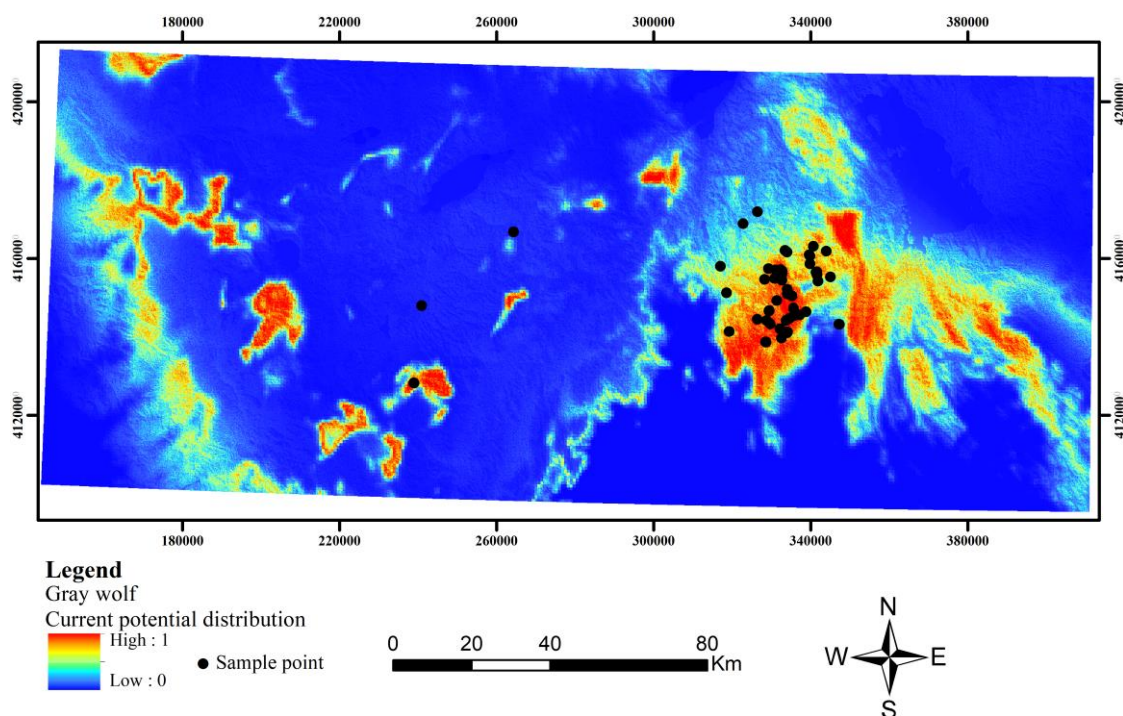 180000 220000 260000 300000 340000 380000
420000 420000
416000 416000
412000 412000
180000 220000 260000 300000 340000 380000
Legend
Gray wolf
Current potential distribution
High : 1
Low : 0
Sample point
0 20 40 80
Km
N
W E
S